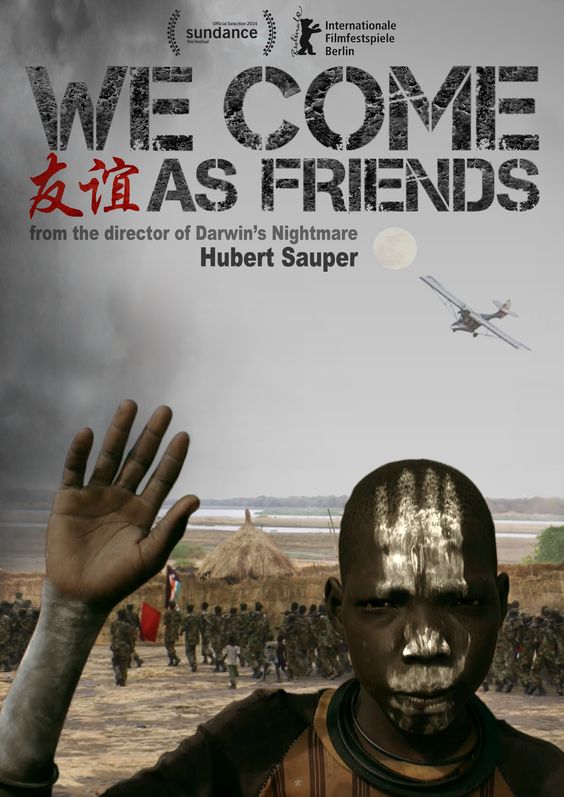 Official Selection 2014
sundance
film festival
Berlinale
Internationale
Filmfestspiele
Berlin
WE COME
友谊 AS FRIENDS
from the director of Darwin's Nightmare
Hubert Sauper